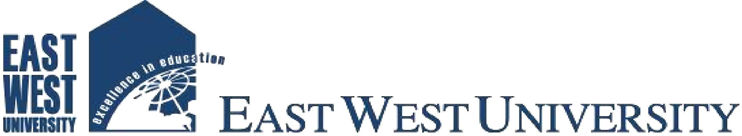 EAST
WEST
UNIVERSITY
excellence in education
EAST WEST UNIVERSITY